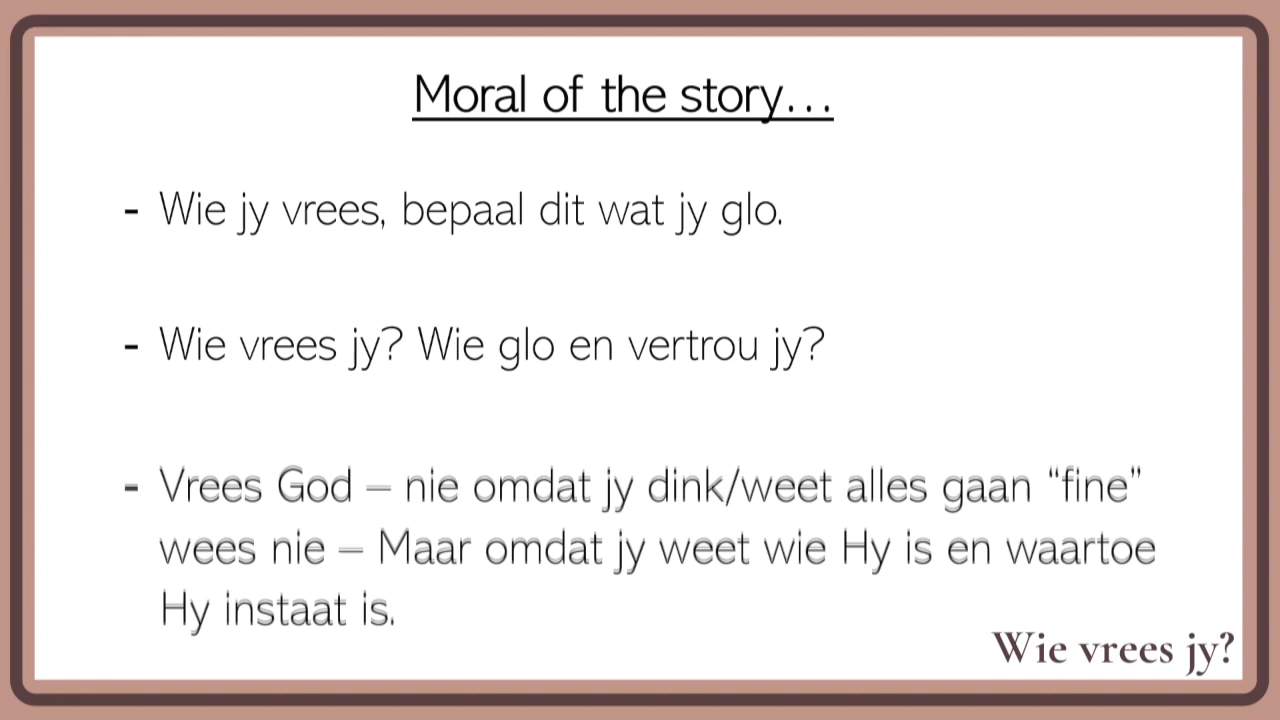 Moral of the story…
- Wie jy vrees, bepaal dit wat jy glo.
- Wie vrees jy? Wie glo en vertrou jy?
- Vrees God – nie omdat jy dink/weet alles gaan “fine”
wees nie – Maar omdat jy weet wie Hy is en waartoe
Hy instaat is.
Wie vrees jy?